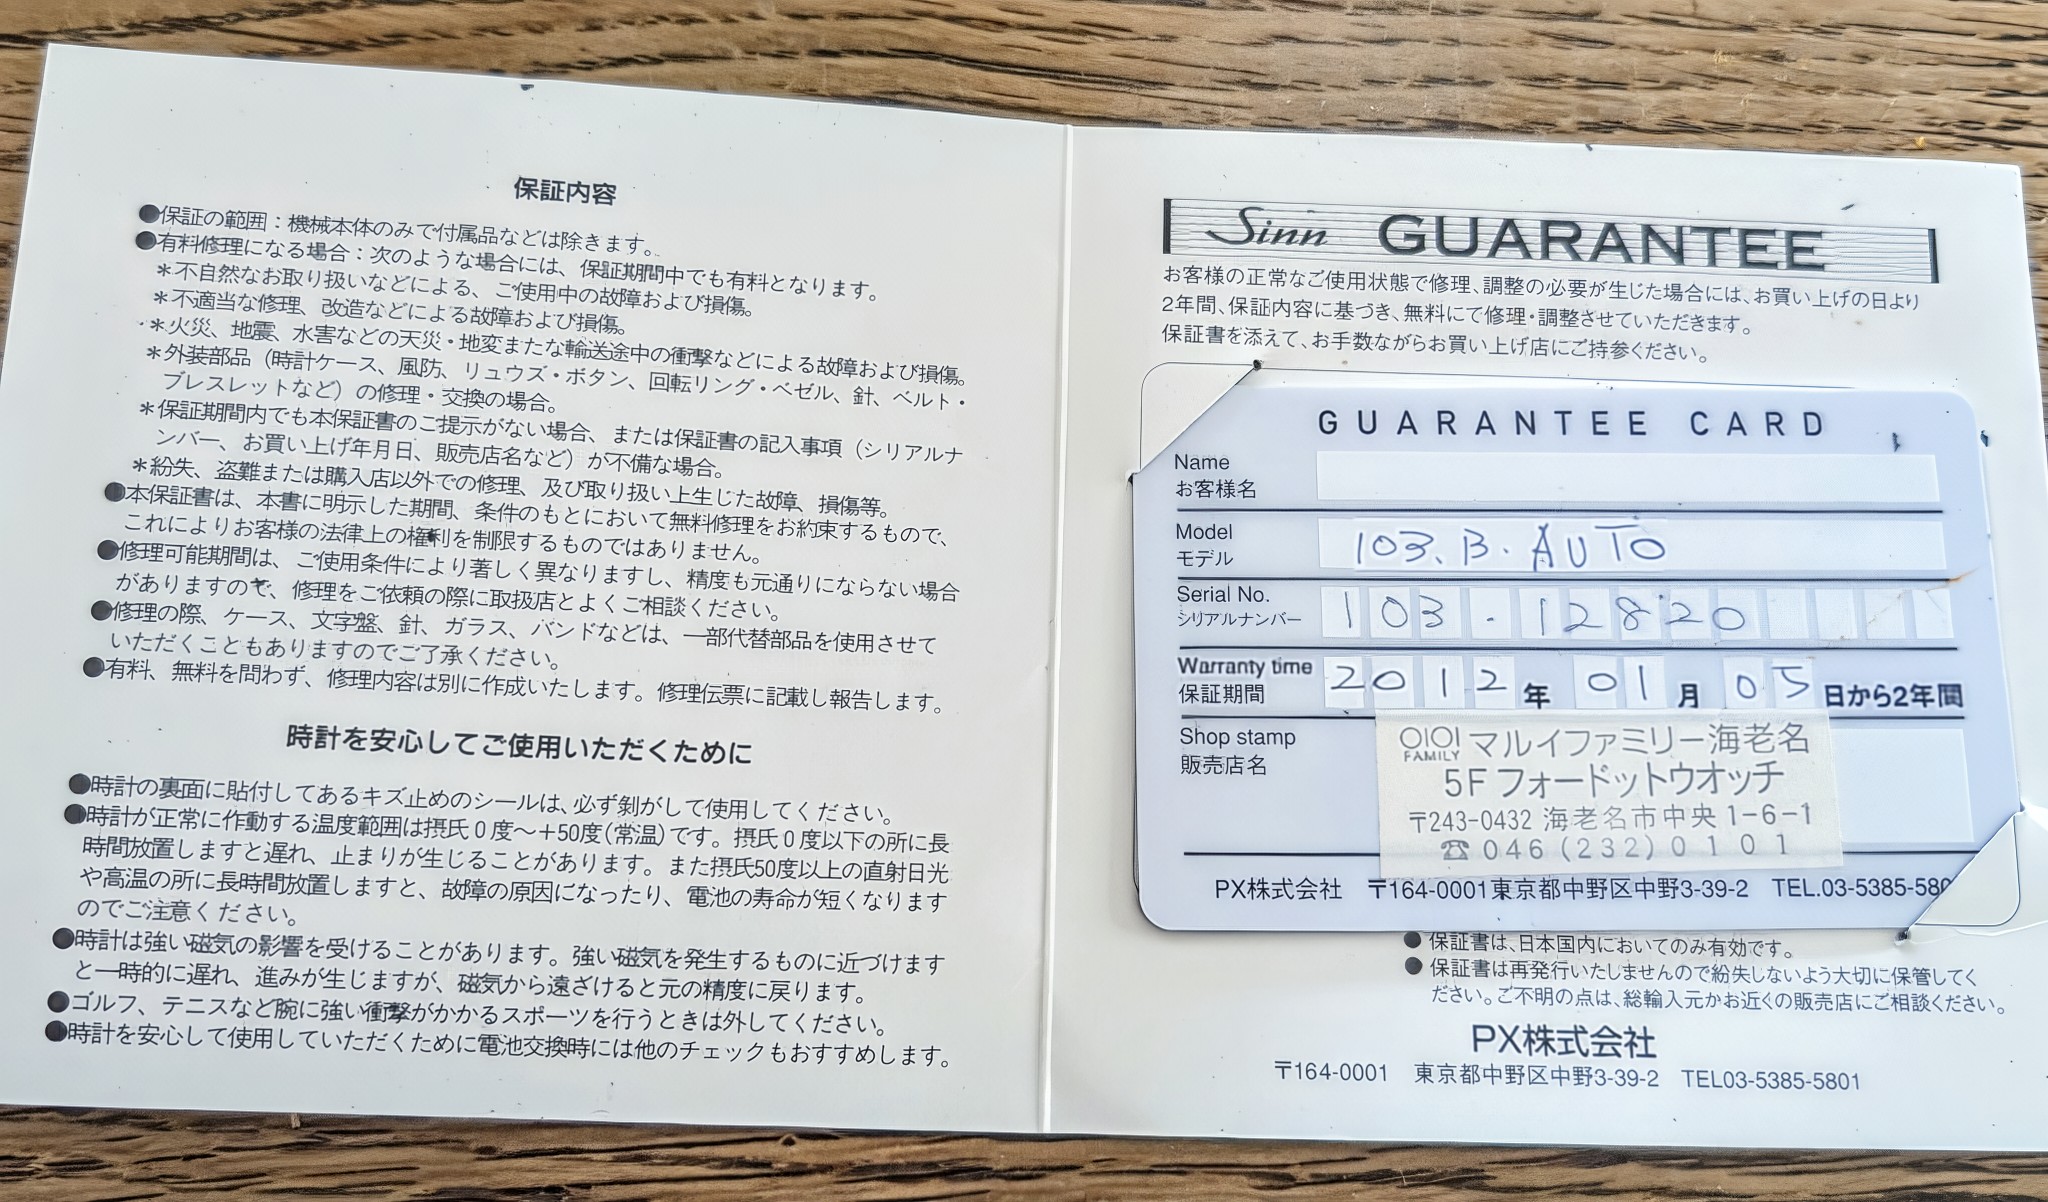 保証内容
●保証の範囲：機械本体のみで付属品などは除きます。
●有料修理になる場合：次のような場合には、保証期間中でも有料となります。
＊不自然なお取り扱いなどによる、ご使用中の故障および損傷。
＊不適当な修理、改造などによる故障および損傷。
＊火災、地震、水害などの天災・地変または輸送途中の衝撃などによる故障および損傷。
＊外装部品（時計ケース、風防、リュウズ・ボタン、回転リング・ベゼル、針、ベルト・
ブレスレットなど）の修理・交換の場合。
＊保証期間内でも本保証書のご提示がない場合、または保証書の記入事項（シリアルナ
ンバー、お買い上げ年月日、販売店名など）が不備な場合。
＊紛失、盗難または購入店以外での修理、及び取り扱い上生じた故障、損傷等。
●本保証書は、本書に明示した期間、条件のもとにおいて無料修理をお約束するもので、
これによりお客様の法律上の権利を制限するものではありません。
●修理可能期間は、ご使用条件により著しく異なりますし、精度も元通りにならない場合
がありますので、修理をご依頼の際に取扱店とよくご相談ください。
●修理の際、ケース、文字盤、針、ガラス、バンドなどは、一部代替部品を使用させて
いただくこともありますのでご了承ください。
●有料、無料を問わず、修理内容は別に作成いたします。修理伝票に記載し報告します。
時計を安心してご使用いただくために
●時計の裏面に貼付してあるキズ止めのシールは、必ず剝がして使用してください。
●時計が正常に作動する温度範囲は摂氏０度～＋50度(常温)です。摂氏０度以下の所に長
時間放置しますと遅れ、止まりが生じることがあります。また摂氏50度以上の直射日光
や高温の所に長時間放置しますと、故障の原因になったり、電池の寿命が短くなります
のでご注意ください。
●時計は強い磁気の影響を受けることがあります。強い磁気を発生するものに近づけます
と一時的に遅れ、進みが生じますが、磁気から遠ざけると元の精度に戻ります。
●ゴルフ、テニスなど腕に強い衝撃がかかるスポーツを行うときは外してください。
●時計を安心して使用していただくために電池交換時には他のチェックもおすすめします。
Sinn GUARANTEE
お客様の正常なご使用状態で修理、調整の必要が生じた場合には、お買い上げの日より
2年間、保証内容に基づき、無料にて修理・調整させていただきます。
保証書を添えて、お手数ながらお買い上げ店にご持参ください。
GUARANTEE CARD
Name
お客様名
Model
モデル
103.B.AUTO
Serial No.
シリアルナンバー
103.12820
Warranty time
保証期間
2012年01月05日から2年間
Shop stamp
販売店名
OIOI FAMILY マルイファミリー海老名
5Fフォードットウオッチ
〒243-0432 海老名市中央1-6-1
☎046(232)0101
PX株式会社 〒164-0001東京都中野区中野3-39-2 TEL.03-5385-580
● 保証書は、日本国内においてのみ有効です。
● 保証書は再発行いたしませんので紛失しないよう大切に保管してく
ださい。ご不明の点は、総輸入元かお近くの販売店にご相談ください。
PX株式会社
〒164-0001 東京都中野区中野3-39-2 TEL03-5385-5801